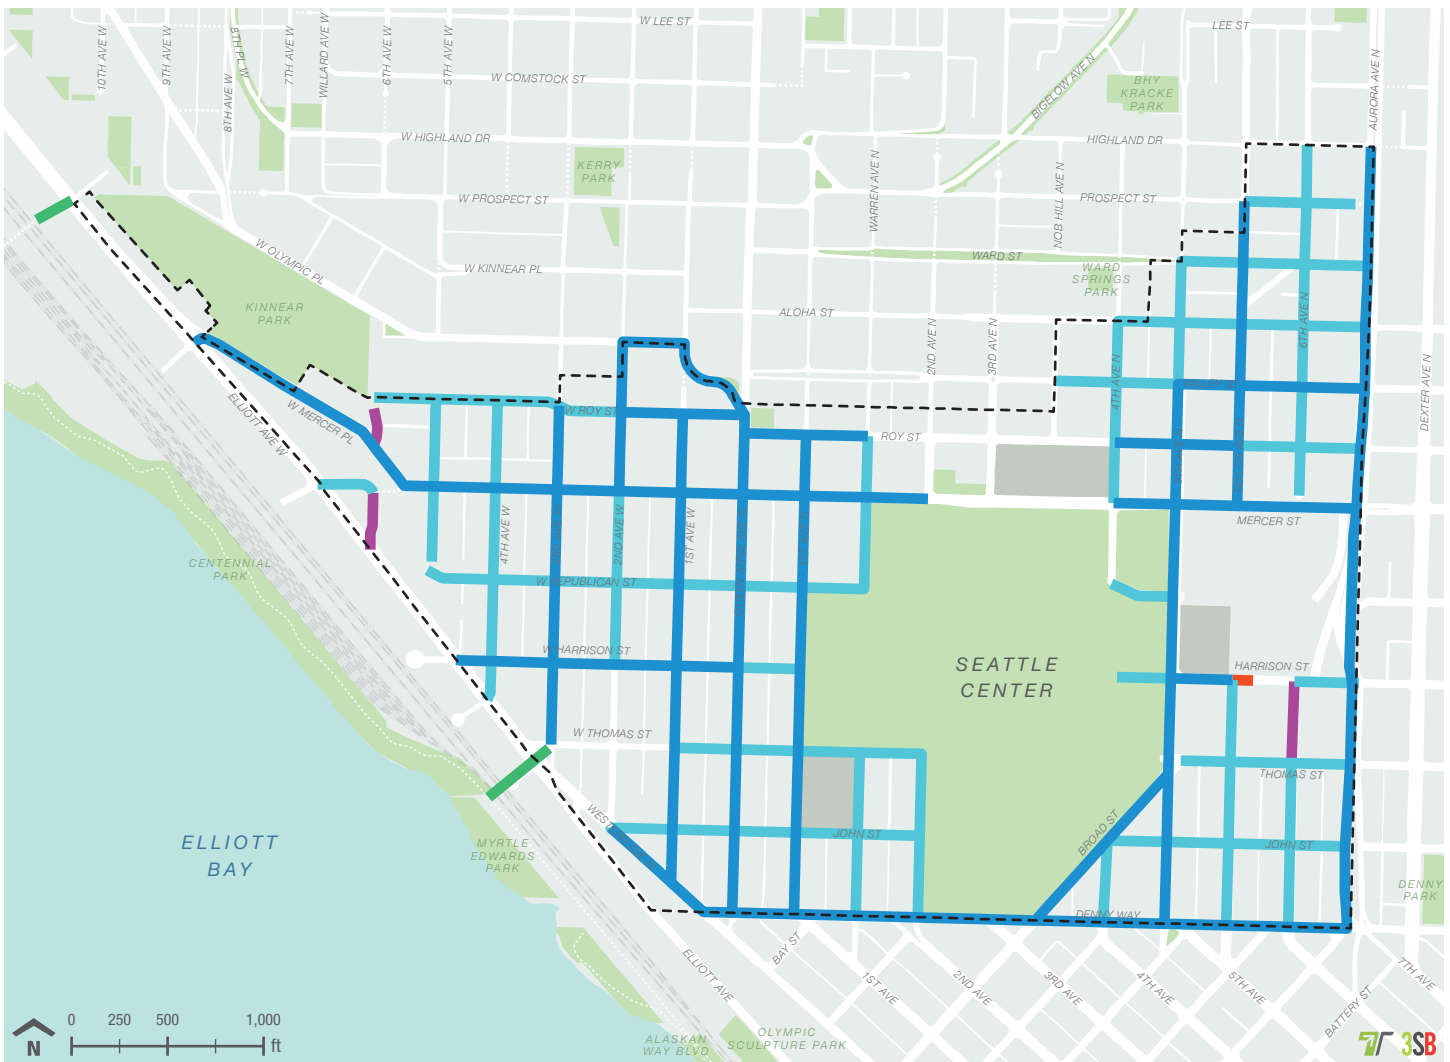 W LEE ST
LEE ST
10TH AVE W
9TH AVE W
8TH PL W
8TH AVE W
7TH AVE W
WILLARD AVE W
6TH AVE W
5TH AVE W
W COMSTOCK ST
BIGELOW AVE N
BHY
KRACKE
PARK
AURORA AVE N
W HIGHLAND DR
HIGHLAND DR
KERRY
PARK
WARREN AVE N
NOB HILL AVE N
W PROSPECT ST
PROSPECT ST
W OLYMPIC PL
W KINNEAR PL
WARD ST
WARD
SPRINGS
PARK
KINNEAR
PARK
ALOHA ST
6TH AVE N
2ND AVE N
3RD AVE N
4TH AVE N
DEXTER AVE N
ELLIOTT AVE W
W MERCER PL
W ROY ST
ROY ST
MERCER ST
4TH AVE W
3RD AVE W
2ND AVE W
1ST AVE W
CENTENNIAL
PARK
W REPUBLICAN ST
W HARRISON ST
HARRISON ST
SEATTLE
CENTER
W THOMAS ST
THOMAS ST
WEST
JOHN ST
BROAD ST
JOHN ST
ELLIOTT
BAY
MYRTLE
EDWARDS
PARK
DENNY
PARK
DENNY WAY
ELLIOTT AVE
BAY ST
1ST AVE
2ND AVE
3RD AVE
4TH AVE
5TH AVE
7TH AVE
BATTERY ST
0 250 500 1,000
ft
N
ALASKAN
WAY BLVD
OLYMPIC
SCULPTURE PARK
3SB